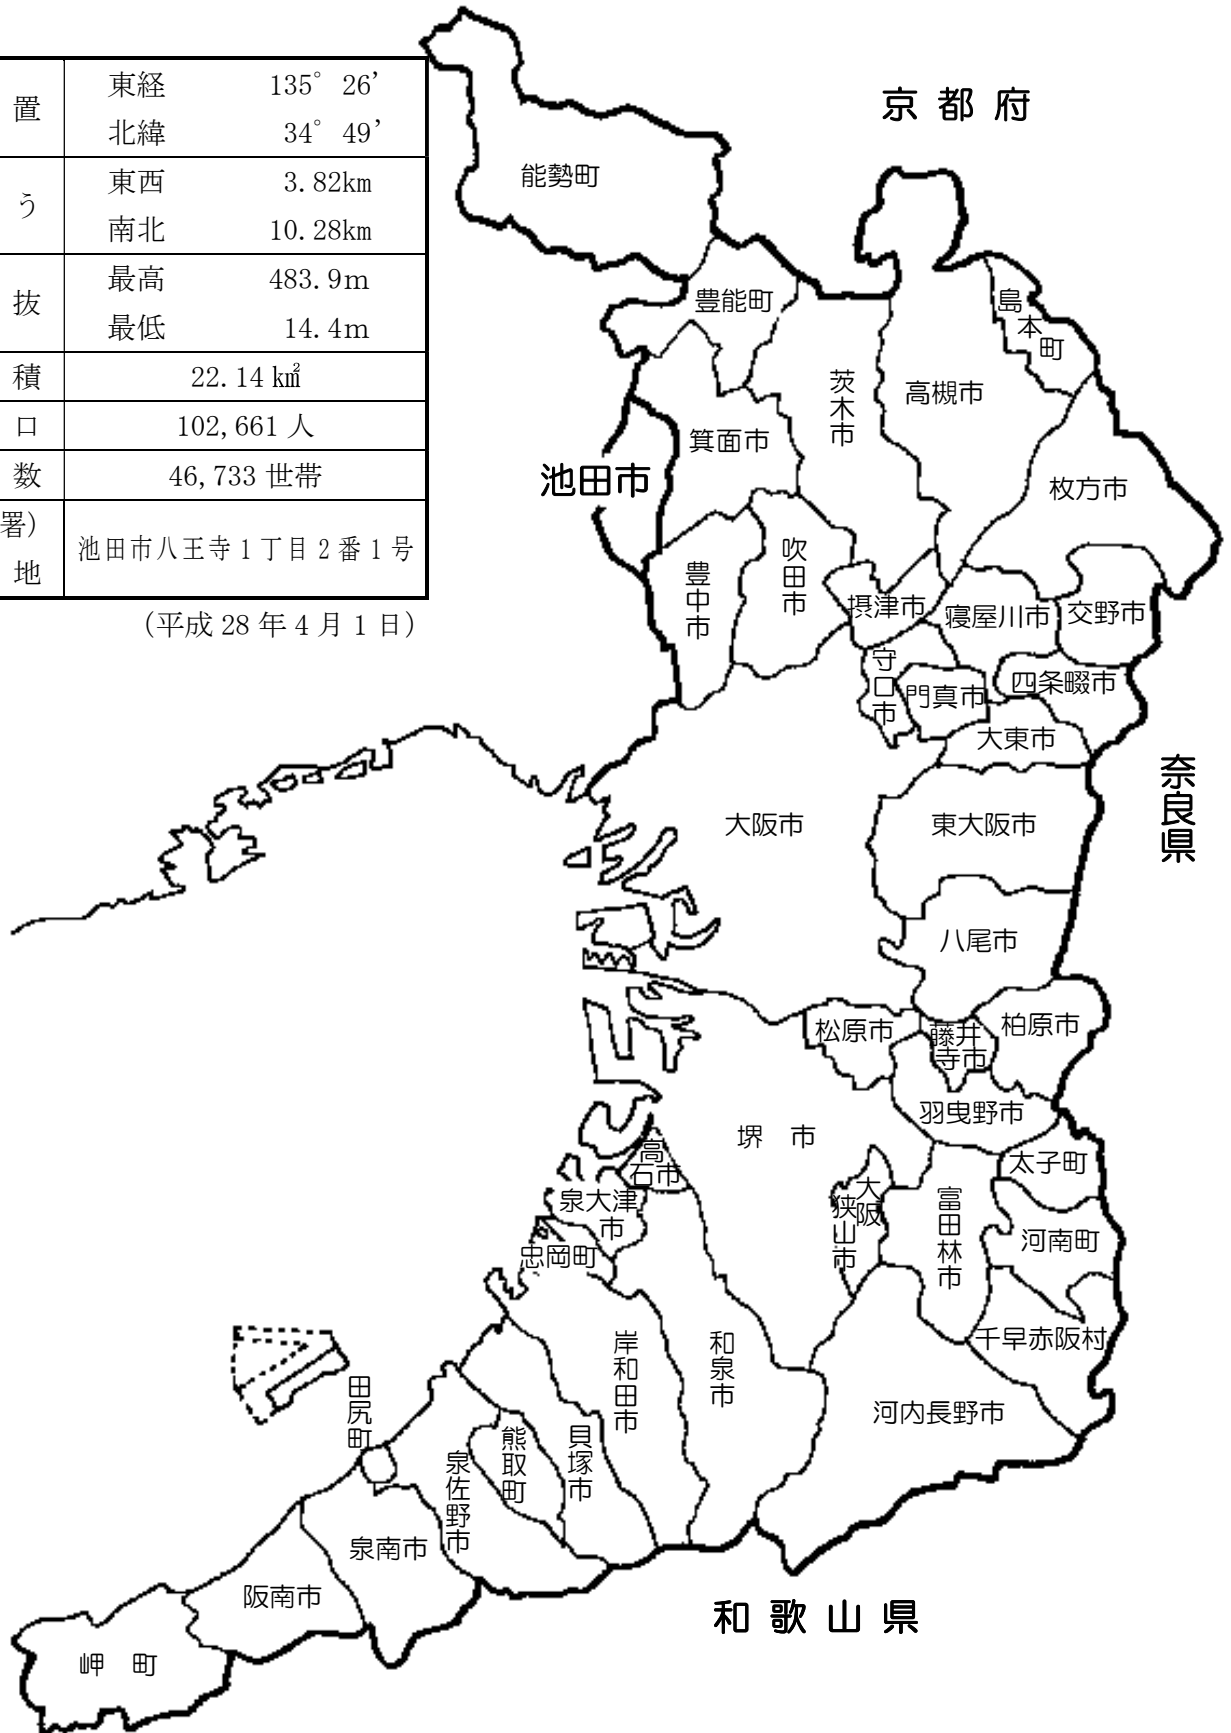 置 東経 135° 26’
北緯 34° 49’
う 東西 3.82㎞
南北 10.28㎞
抜 最高 483.9ｍ
最低 14.4ｍ
積 22.14 ㎢
口 102,661 人
数 46,733 世帯
署)
地
池田市八王寺１丁目２番１号
(平成 28 年４月１日)
京都府
能勢町
豊能町
島本町
茨木市
高槻市
箕面市
池田市
枚方市
吹田市
豊中市
摂津市
寝屋川市
交野市
守口市
門真市
四条畷市
大東市
奈良県
大阪市
東大阪市
八尾市
松原市
藤井寺市
柏原市
羽曳野市
堺 市
高石市
太子町
大阪狭山市
富田林市
泉大津市
河南町
忠岡町
千早赤阪村
岸和田市
和泉市
田尻町
河内長野市
熊取町
貝塚市
泉佐野市
泉南市
阪南市
和歌山県
岬 町